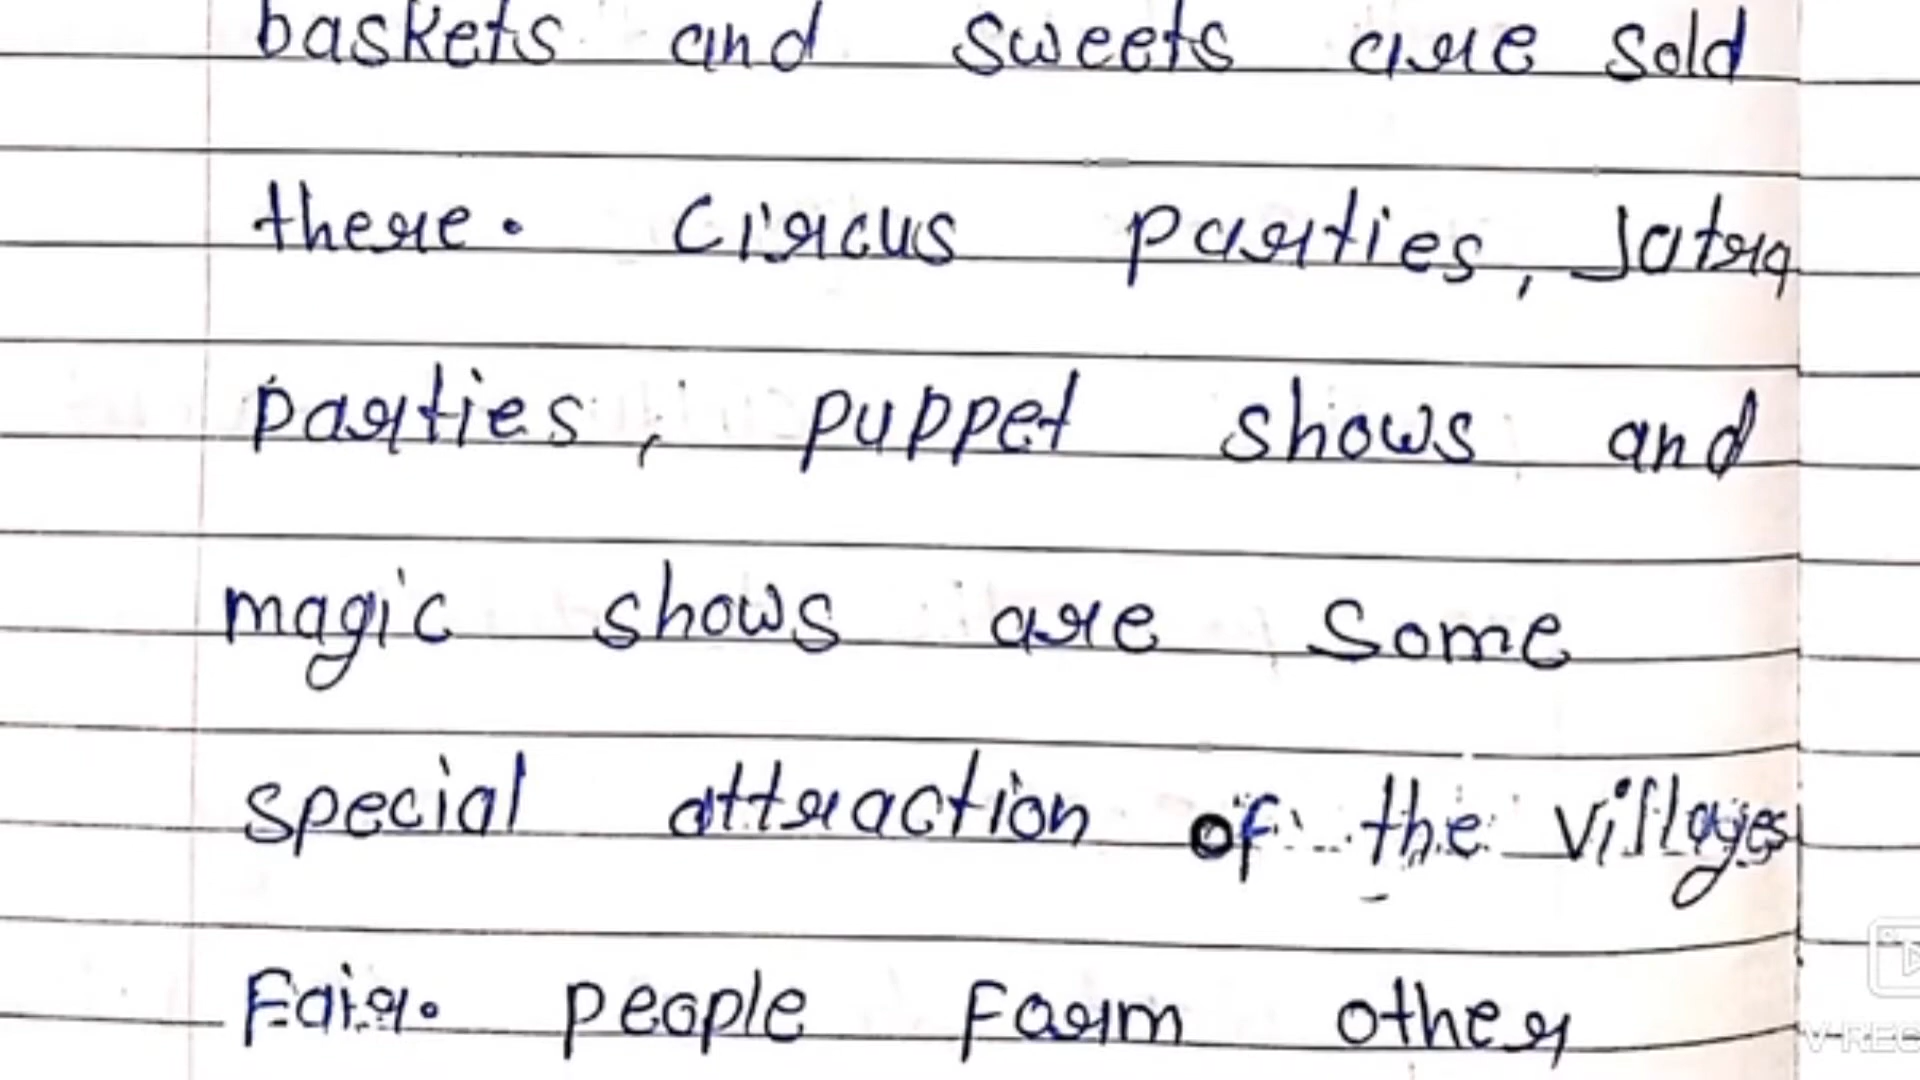 baskets and sweets are sold
there. Circus parties, Jatra
parties, puppet shows and
magic shows are some
special attraction of the villages
Fair. people Farm other
V REC